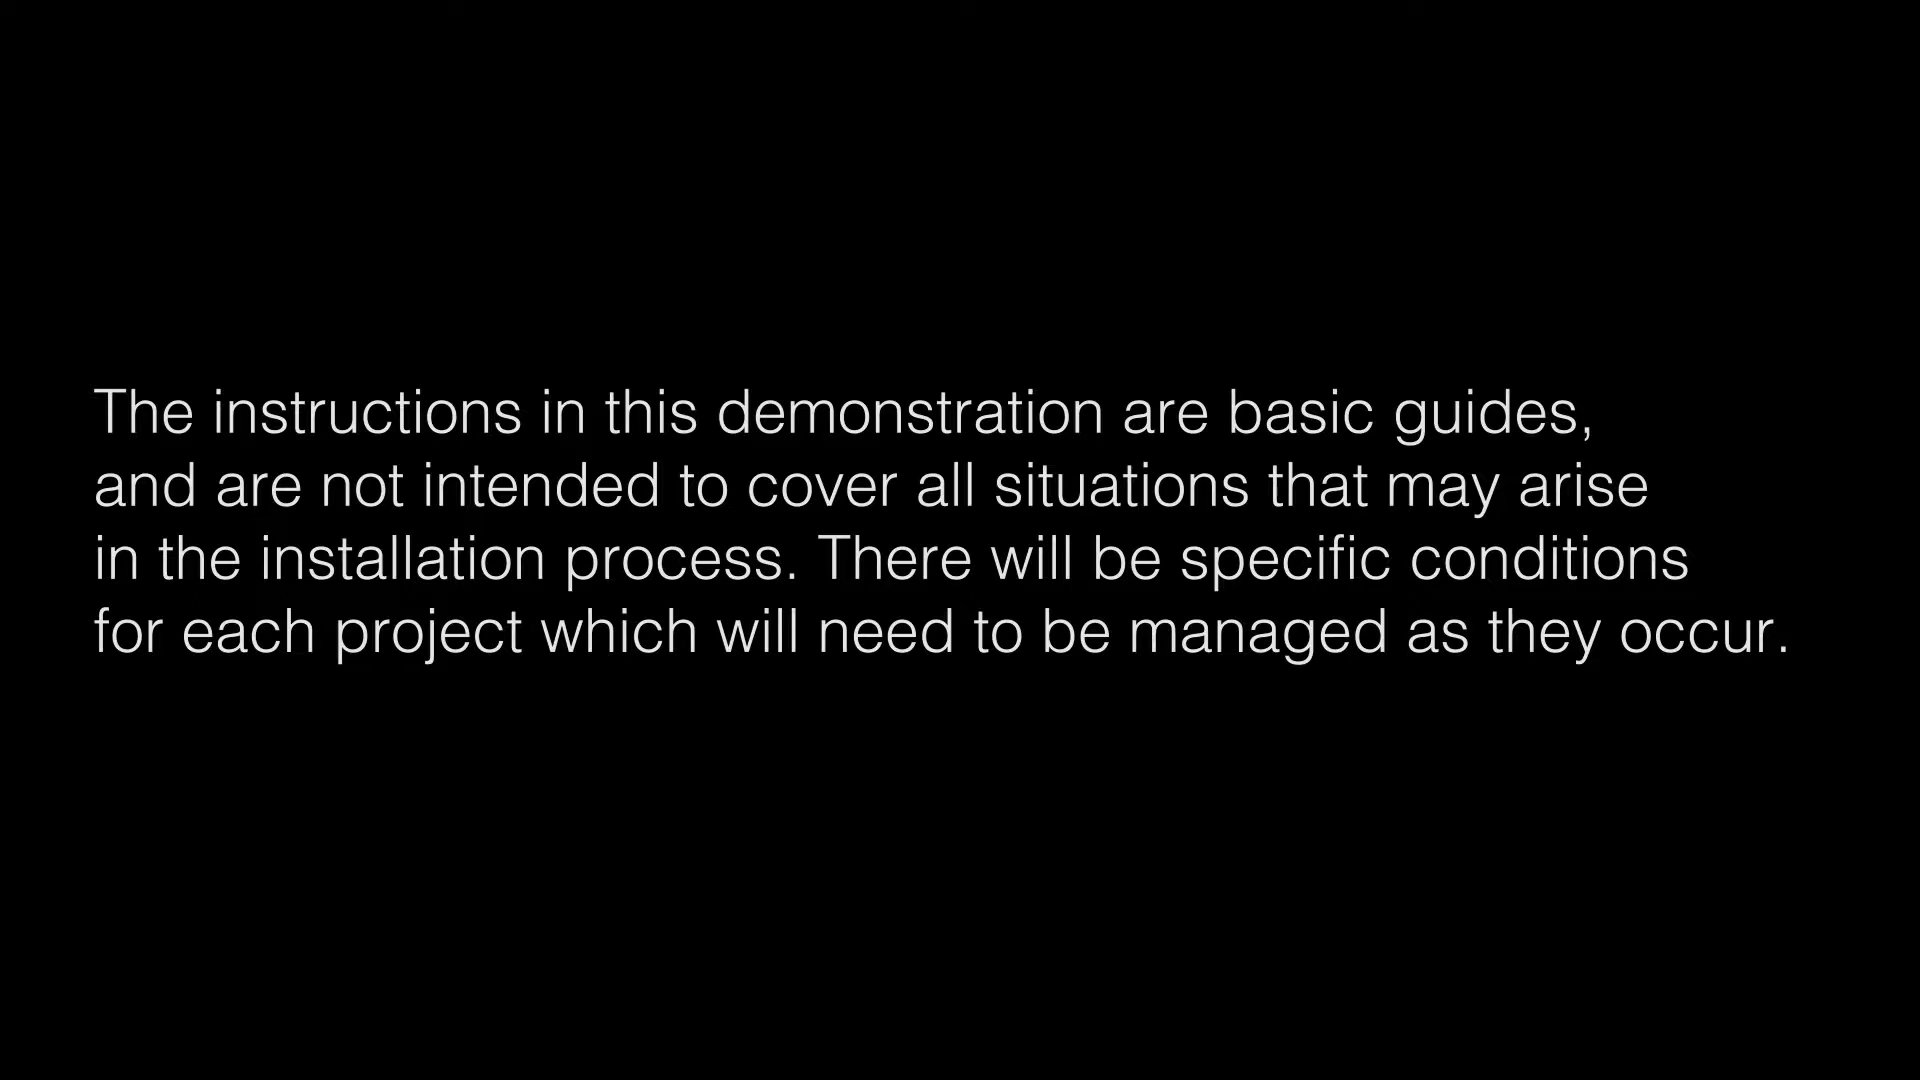 The instructions in this demonstration are basic guides,
and are not intended to cover all situations that may arise
in the installation process. There will be specific conditions
for each project which will need to be managed as they occur.